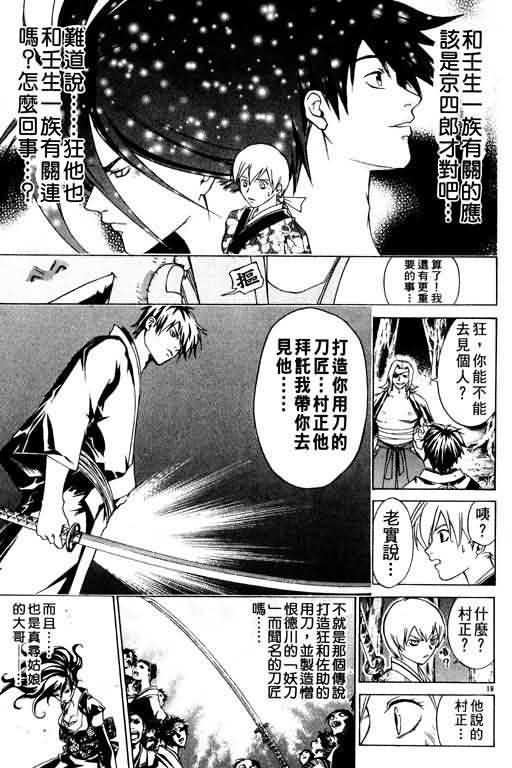 和壬生一族有關的應
該是京四郎才對吧…
難道說……狂他也
和壬生一族有關連
嗎？怎麼回事…？
算了！我
還有更重
要的事…
摳
狂，你能不能
去見個人？
打造你用刀的
刀匠…村正他
拜託我帶你去
見他……
咦？
老實說…
什麼？
村正？
他說的
村正…
不就是那個傳說
打造狂和佐助的
用刀，並製造憎
恨德川的「妖刀
」而聞名的刀匠
嗎……
而且…
也是真尋姑娘
的大哥—…
19